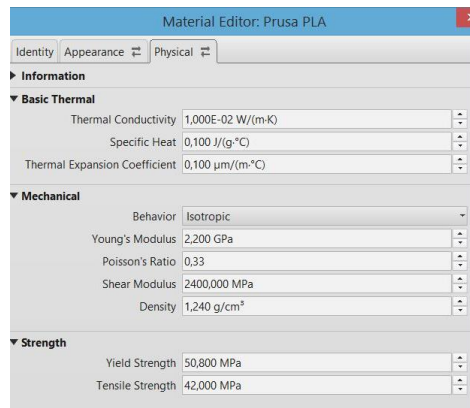 Material Editor: Prusa PLA
Identity Appearance Physical
Information
Basic Thermal
Thermal Conductivity 1,000E-02 W/(m·K)
Specific Heat 0,100 J/(g·°C)
Thermal Expansion Coefficient 0,100 µm/(m·°C)
Mechanical
Behavior Isotropic
Young's Modulus 2,200 GPa
Poisson's Ratio 0,33
Shear Modulus 2400,000 MPa
Density 1,240 g/cm³
Strength
Yield Strength 50,800 MPa
Tensile Strength 42,000 MPa